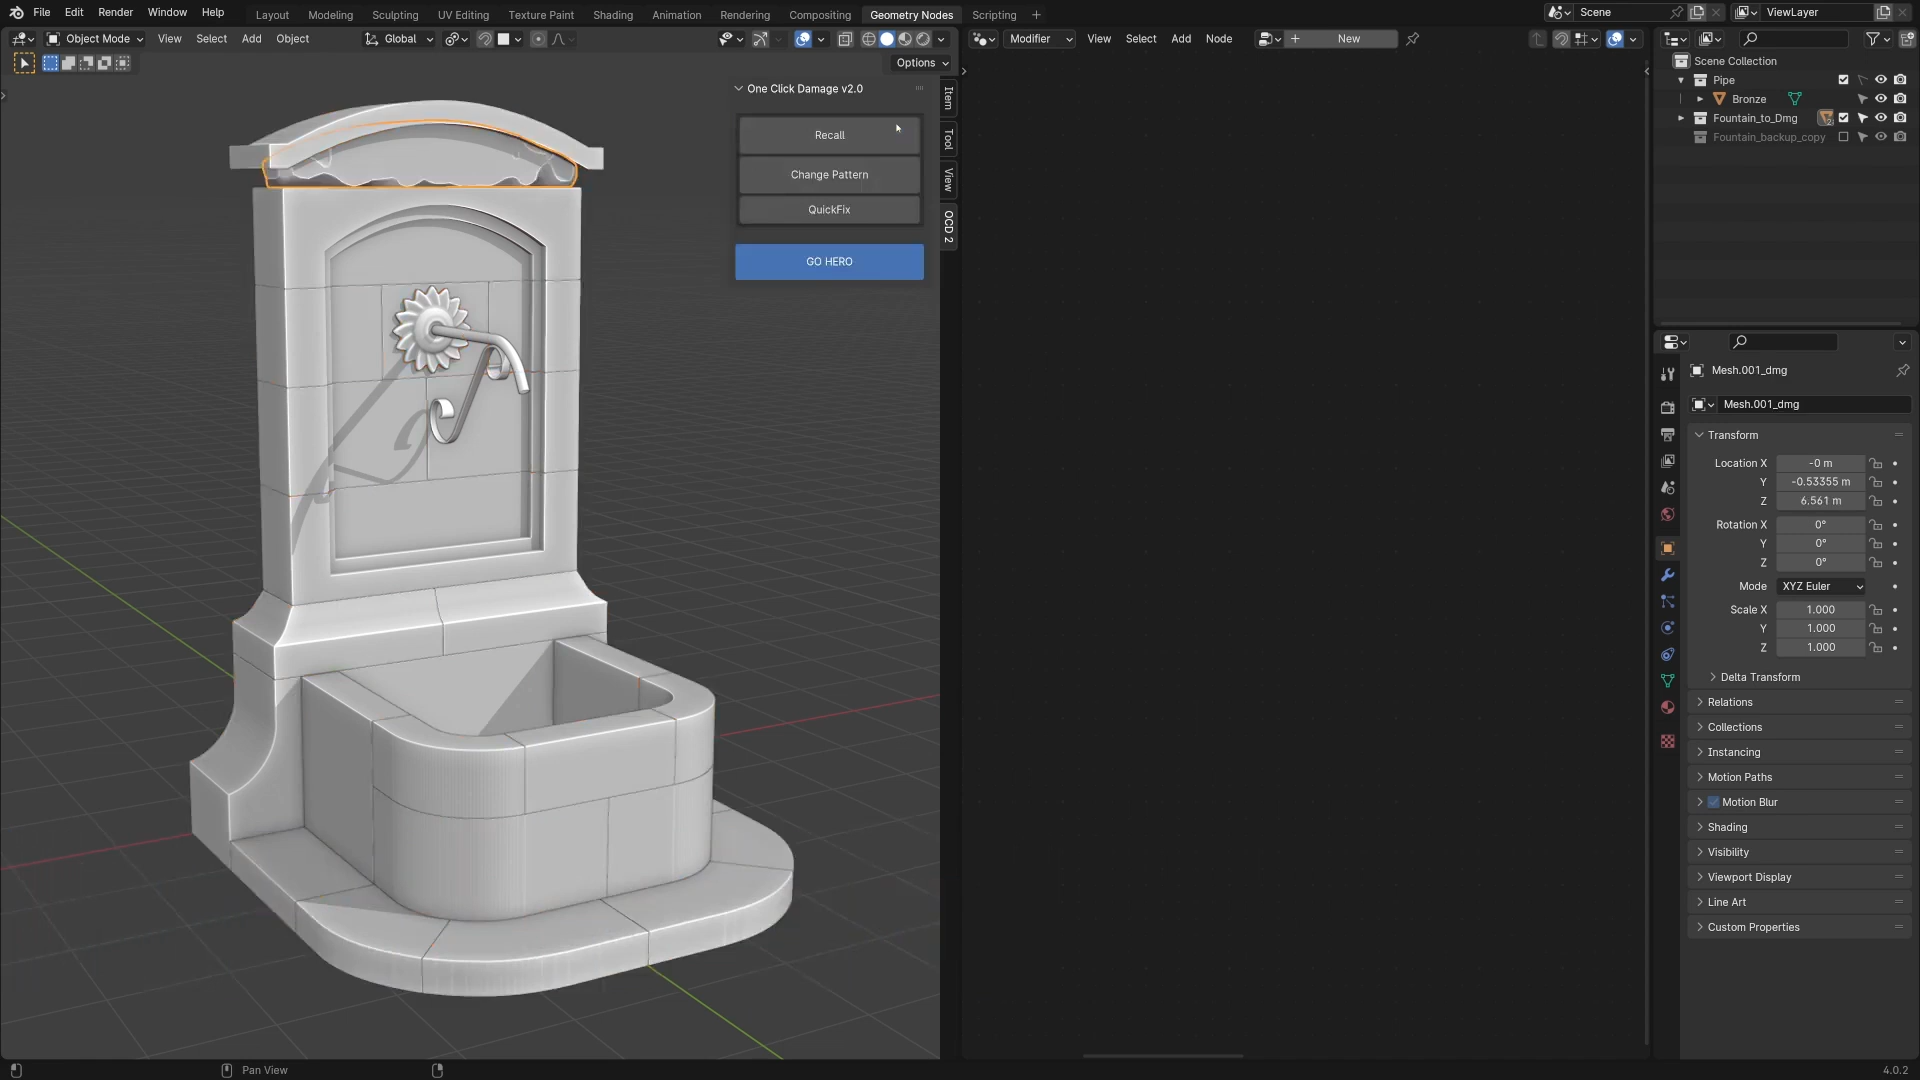 File Edit Render Window Help Layout Modeling Sculpting UV Editing Texture Paint Shading Animation Rendering Compositing Geometry Nodes Scripting + Scene ViewLayer
Object Mode View Select Add Object Global Modifier View Select Add Node + New
Options
Scene Collection
Pipe
Bronze
Fountain_to_Dmg
Fountain_backup_copy
One Click Damage v2.0
Recall
Change Pattern
QuickFix
GO HERO
Item
Tool
View
OCD 2
Mesh.001_dmg
Mesh.001_dmg
Transform
Location X -0 m
Y -0.53355 m
Z 6.561 m
Rotation X 0°
Y 0°
Z 0°
Mode XYZ Euler
Scale X 1.000
Y 1.000
Z 1.000
Delta Transform
Relations
Collections
Instancing
Motion Paths
Motion Blur
Shading
Visibility
Viewport Display
Line Art
Custom Properties
Pan View
4.0.2